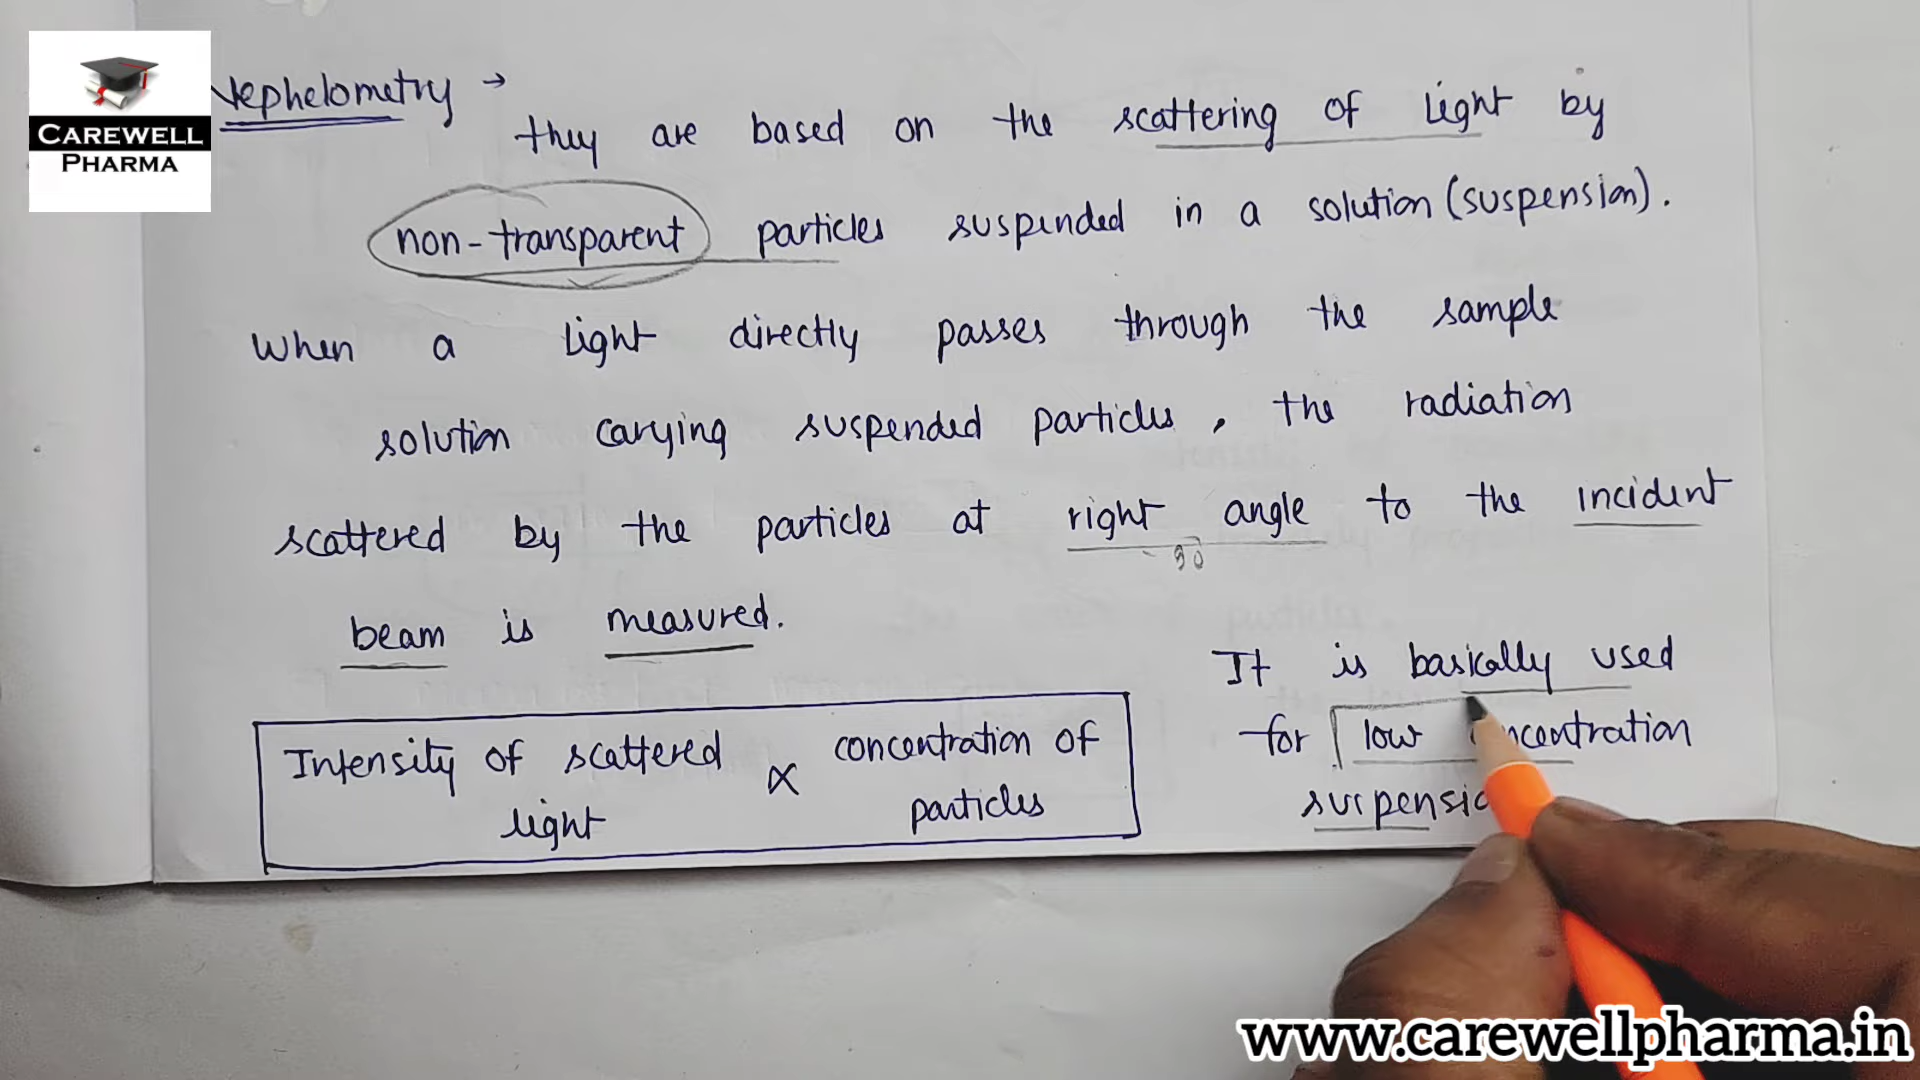 CAREWELL
PHARMA
Nephelometry →
they are based on the scattering of light by
non-transparent particles suspended in a solution (suspension).
When a light directly passes through the sample
solution carying suspended particles, the radiation
scattered by the particles at right angle to the incident
90
beam is measured.
It is basically used
for low concentration
suspension
Intensity of scattered light ∝ concentration of particles
www.carewellpharma.in